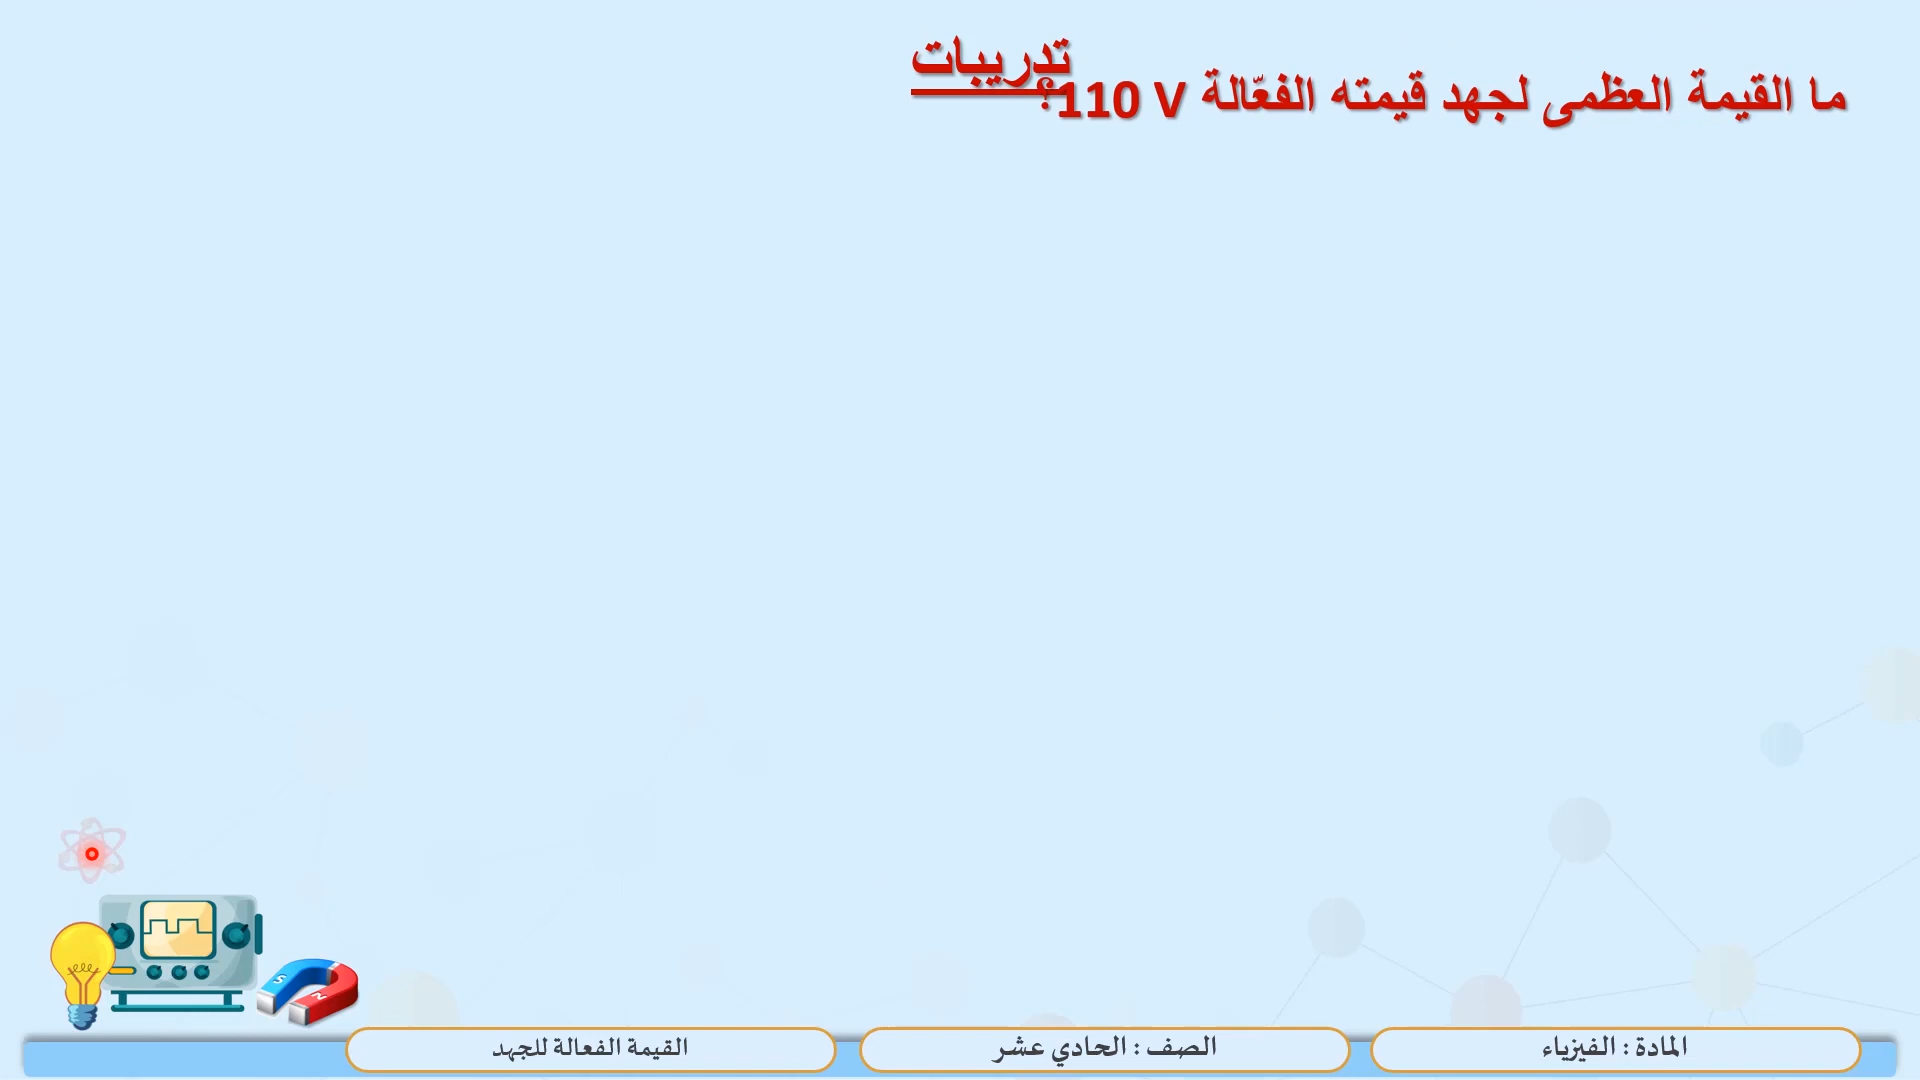 تدريبات
ما القيمة العظمى لجهد قيمته الفعّالة 110 V؟
S
N
المادة : الفيزياء
الصف : الحادي عشر
القيمة الفعالة للجهد